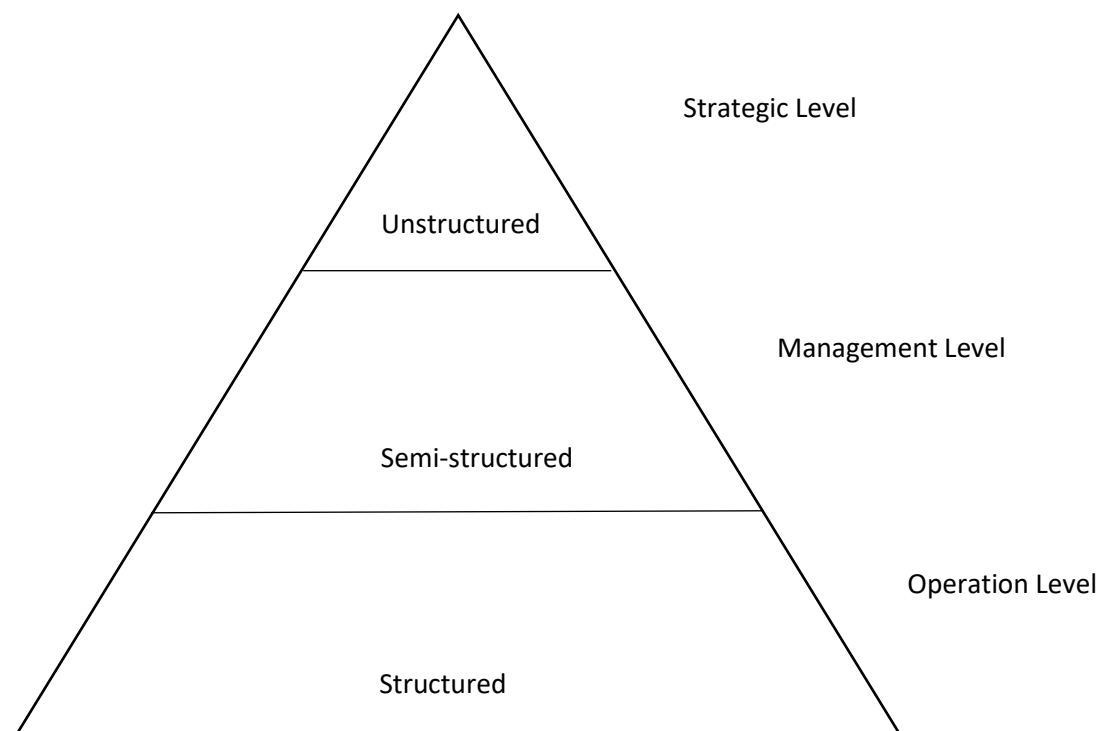 Strategic Level
Unstructured
Management Level
Semi-structured
Operation Level
Structured